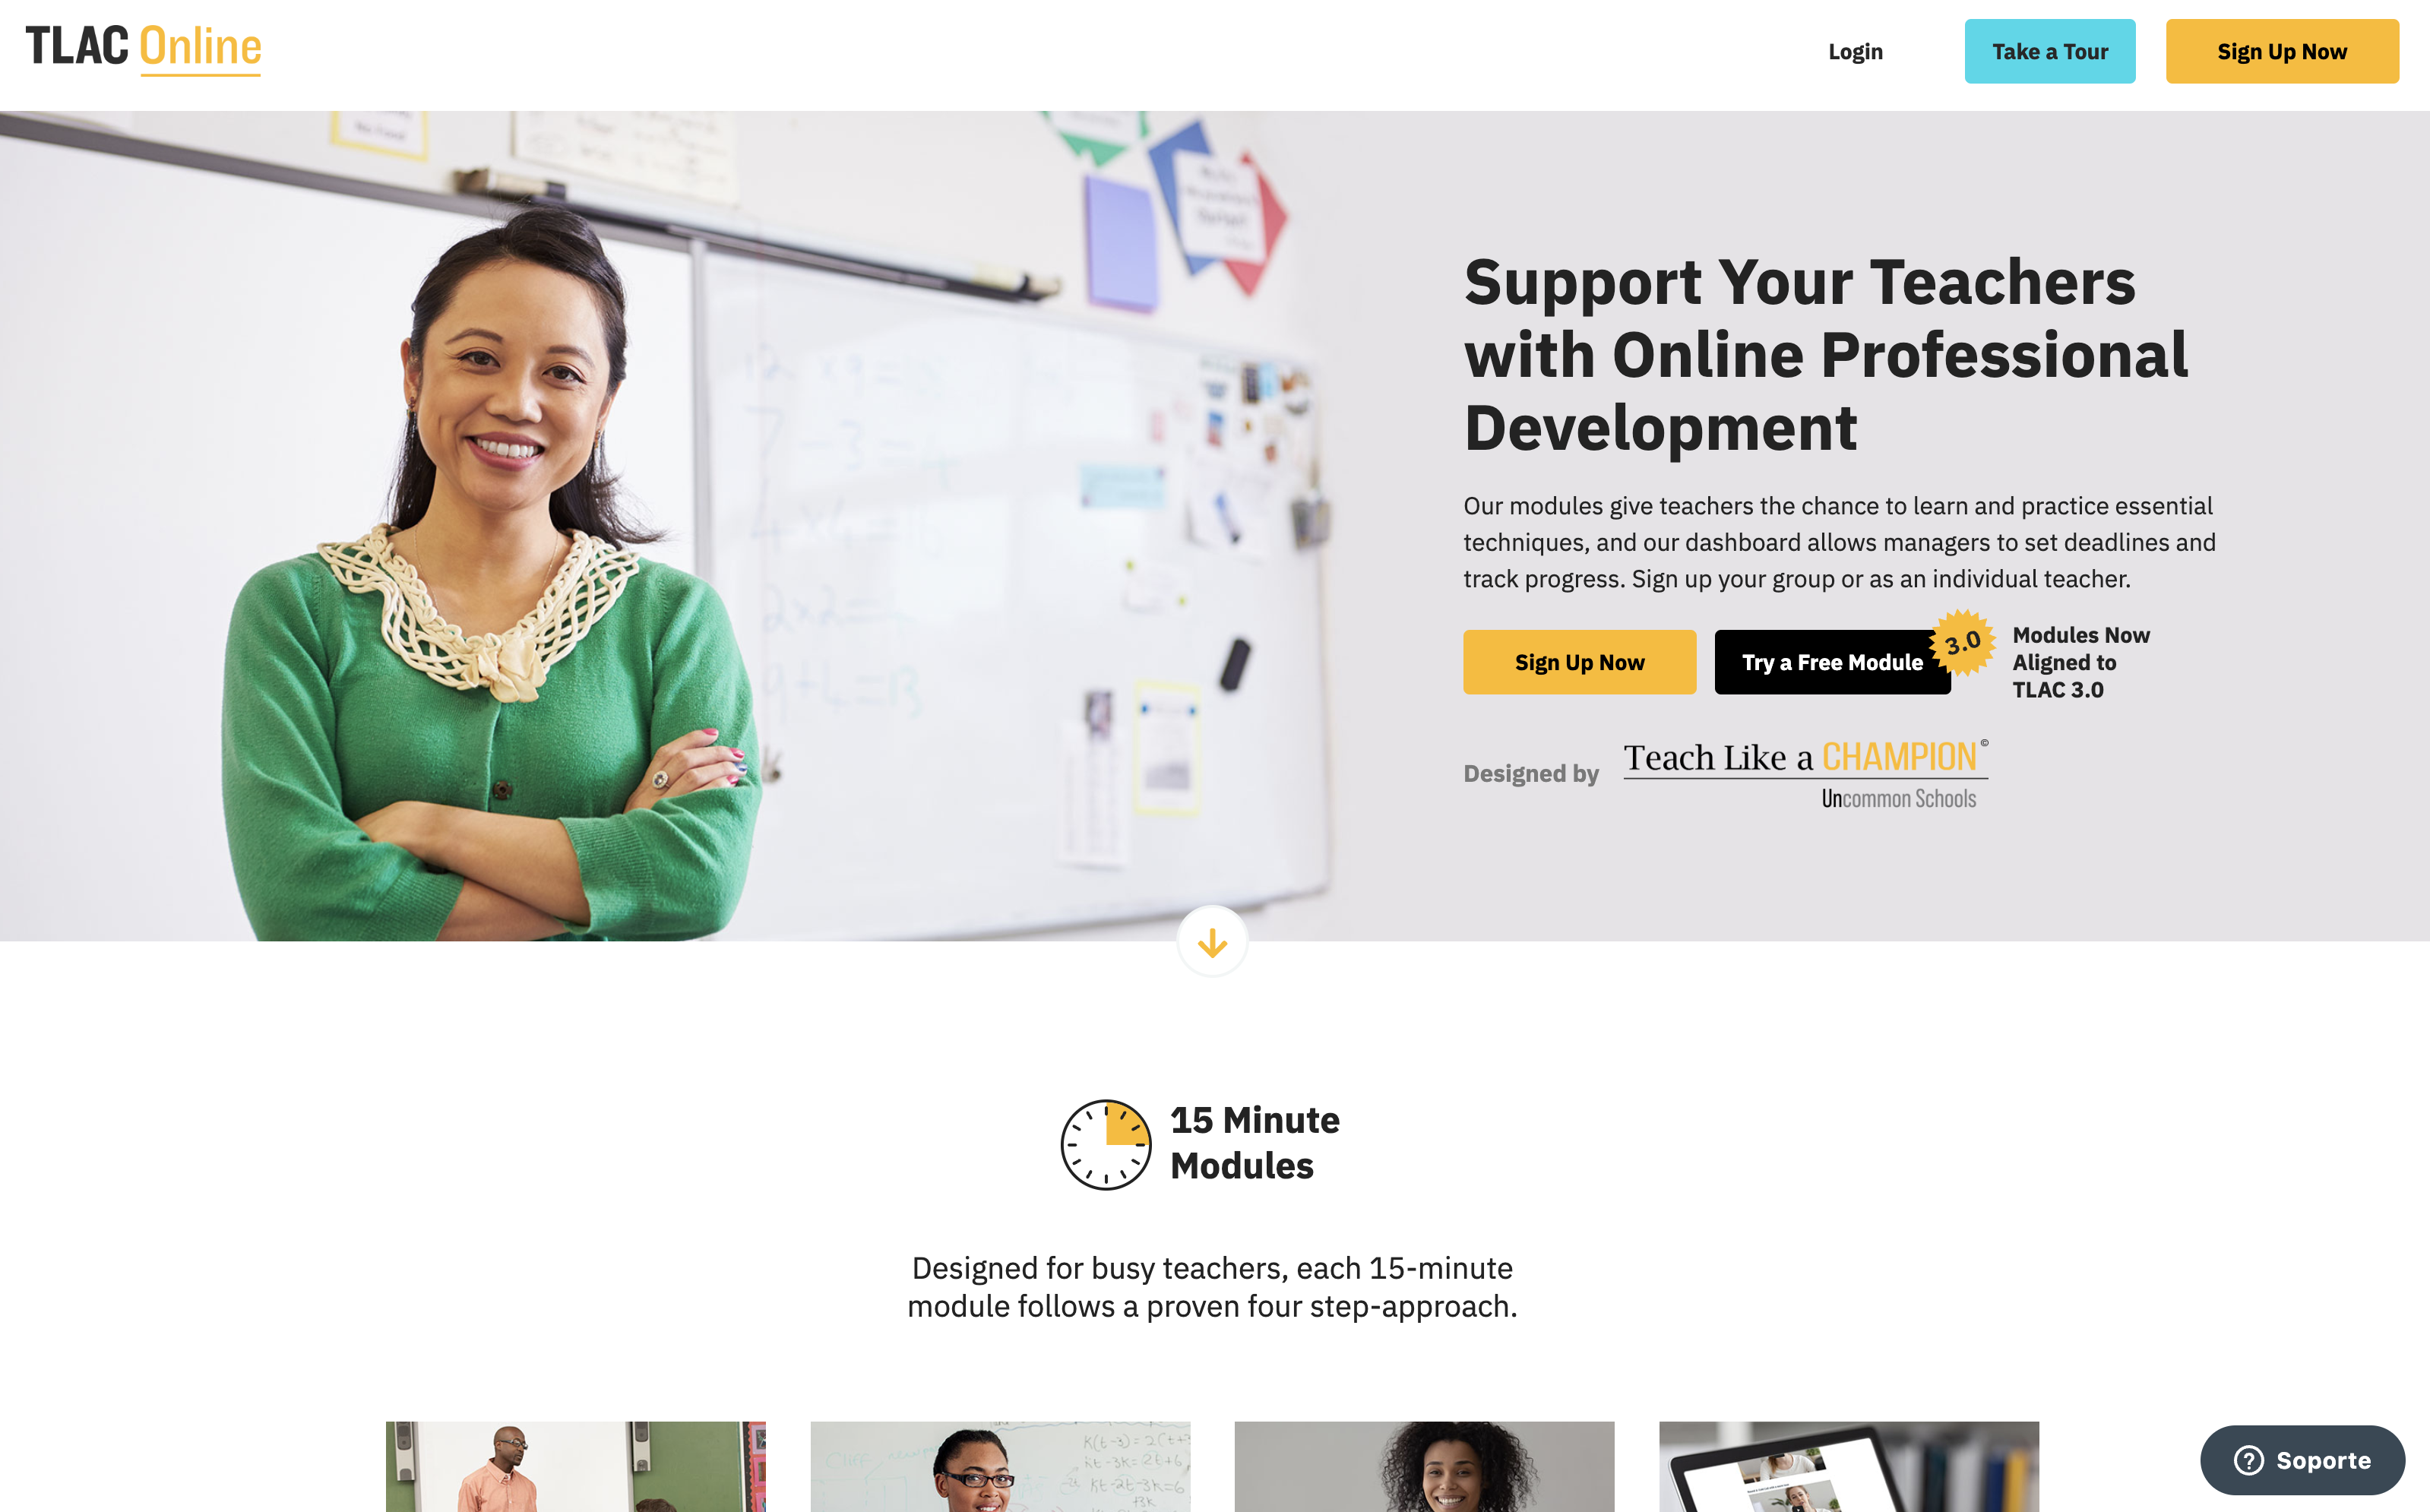 TLAC Online
Login
Take a Tour
Sign Up Now
Support Your Teachers
with Online Professional
Development
Our modules give teachers the chance to learn and practice essential
techniques, and our dashboard allows managers to set deadlines and
track progress. Sign up your group or as an individual teacher.
Sign Up Now
Try a Free Module
3.0
Modules Now
Aligned to
TLAC 3.0
Designed by
Teach Like a CHAMPION ©
Uncommon Schools
15 Minute
Modules
Designed for busy teachers, each 15-minute
module follows a proven four step-approach.
Soporte